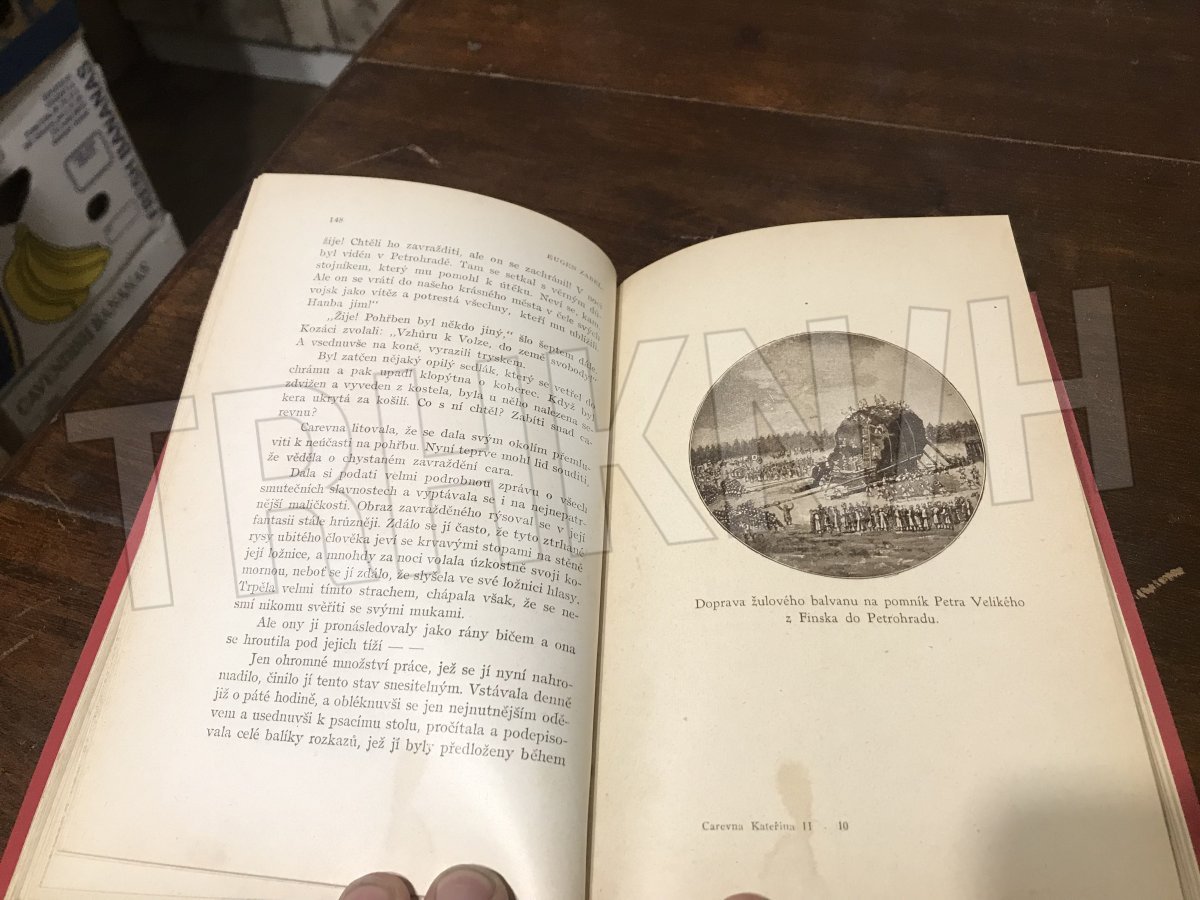 FRESH BANANAS
148
EUGEN ZABEL
žije! Chtěli ho zavražditi, ale on se zachránil! V noci
byl vidén v Petrohradě. Tam se setkal s věrným dů-
stojníkem, který mu pomohl k útěku. Neví se, kam.
Ale on se vrátí do našeho krásného města v čele svých
vojsk jako vítěz a potrestá všechny, kteří mu ublížili.
Hanba jim!"
„Žije! Pohřben byl někdo jiný,“ šlo šeptem dále.
Kozáci zvolali: „Vzhůru k Volze, do země svobody!“
A vsednuvše na koně, vyrazili tryskem.
Byl zatčen nějaký opilý sedlák, který se vetřel do
chrámu a pak upadl klopýtna o koberec. Když byl
zdvižen a vyveden z kostela, byla u něho nalezena se-
kera ukrytá za košilí. Co s ní chtěl? Zabíti snad ca-
revnu?
Carevna litovala, že se dala svým okolím přemlu-
viti k neúčasti na pohřbu. Nyní teprve mohl lid souditi,
že věděla o chystaném zavraždění cara.
Dala si podati velmi podrobnou zprávu o všech
smutečních slavnostech a vyptávala se i na nejnepatr-
nější maličkosti. Obraz zavražděného rýsoval se v její
fantasii stále hrůzněji. Zdálo se jí často, že tyto ztrhané
rysy ubitého člověka jeví se krvavými stopami na stěně
její ložnice, a mnohdy za noci volala úzkostně svoji ko-
mornou, neboť se jí zdálo, že slyšela ve své ložnici hlasy.
Trpěla velmi tímto strachem, chápala však, že se ne-
smí nikomu svěřiti se svými mukami.
Ale ony ji pronásledovaly jako rány bičem a ona
se hroutila pod jejich tíží — —
Jen ohromné množství práce, jež se jí nyní nahro-
madilo, činilo jí tento stav snesitelným. Vstávala denně
již o páté hodině, a obléknuvši se jen nejnutnějším odě-
vem a usednuvši k psacímu stolu, pročítala a podepiso-
vala celé balíky rozkazů, jež jí byly předloženy během
Doprava žulového balvanu na pomník Petra Velikého
z Finska do Petrohradu.
Carevna Kateřina II . 10
TRHKNIH